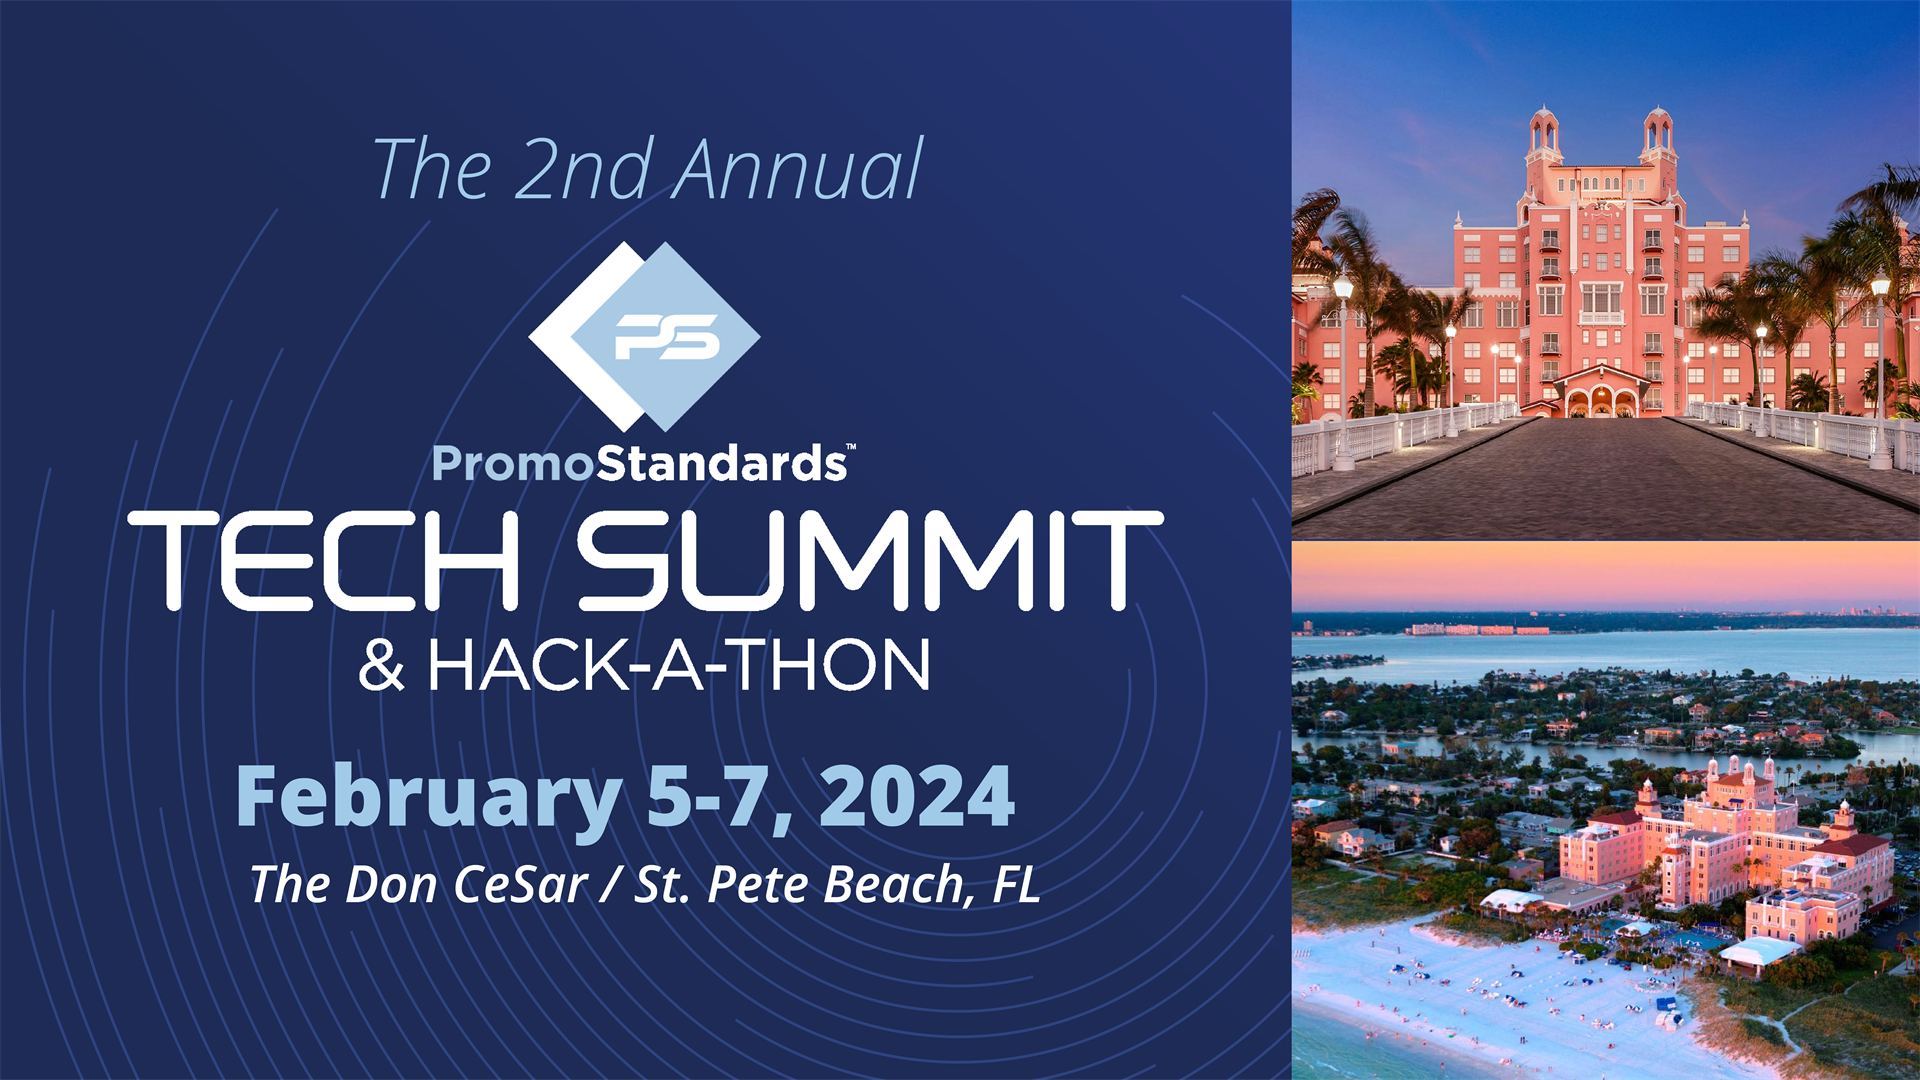 The 2nd Annual
PS
PromoStandards™
TECH SUMMIT
& HACK-A-THON
February 5-7, 2024
The Don CeSar / St. Pete Beach, FL